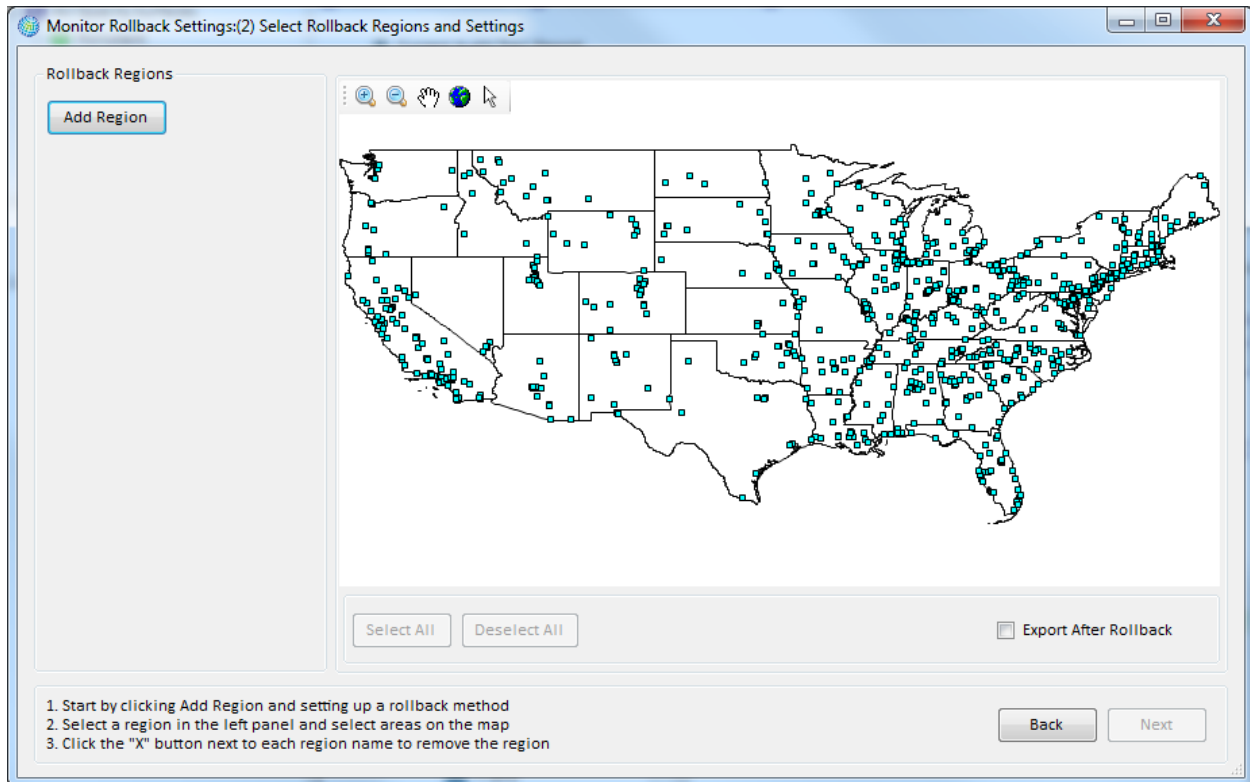 Monitor Rollback Settings:(2) Select Rollback Regions and Settings
Rollback Regions
Add Region
Select All
Deselect All
Export After Rollback
1. Start by clicking Add Region and setting up a rollback method
2. Select a region in the left panel and select areas on the map
3. Click the "X" button next to each region name to remove the region
Back
Next